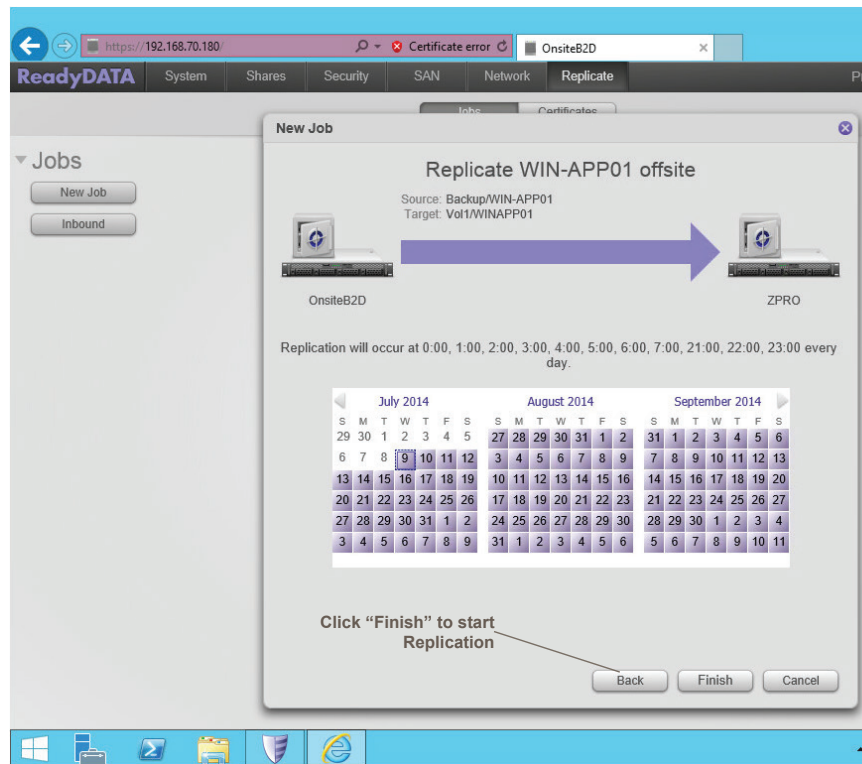 https://192.168.70.180/
Certificate error
OnsiteB2D
ReadyDATA System Shares Security SAN Network Replicate
Jobs Certificates
New Job
Jobs
New Job
Inbound
Replicate WIN-APP01 offsite
Source: Backup/WIN-APP01
Target: Vol1/WINAPP01
OnsiteB2D
ZPRO
Replication will occur at 0:00, 1:00, 2:00, 3:00, 4:00, 5:00, 6:00, 7:00, 21:00, 22:00, 23:00 every
day.
July 2014 August 2014 September 2014
S M T W T F S S M T W T F S S M T W T F S
29 30 1 2 3 4 5 27 28 29 30 31 1 2 31 1 2 3 4 5 6
6 7 8 9 10 11 12 3 4 5 6 7 8 9 7 8 9 10 11 12 13
13 14 15 16 17 18 19 10 11 12 13 14 15 16 14 15 16 17 18 19 20
20 21 22 23 24 25 26 17 18 19 20 21 22 23 21 22 23 24 25 26 27
27 28 29 30 31 1 2 24 25 26 27 28 29 30 28 29 30 1 2 3 4
3 4 5 6 7 8 9 31 1 2 3 4 5 6 5 6 7 8 9 10 11
Click “Finish” to start
Replication
Back Finish Cancel